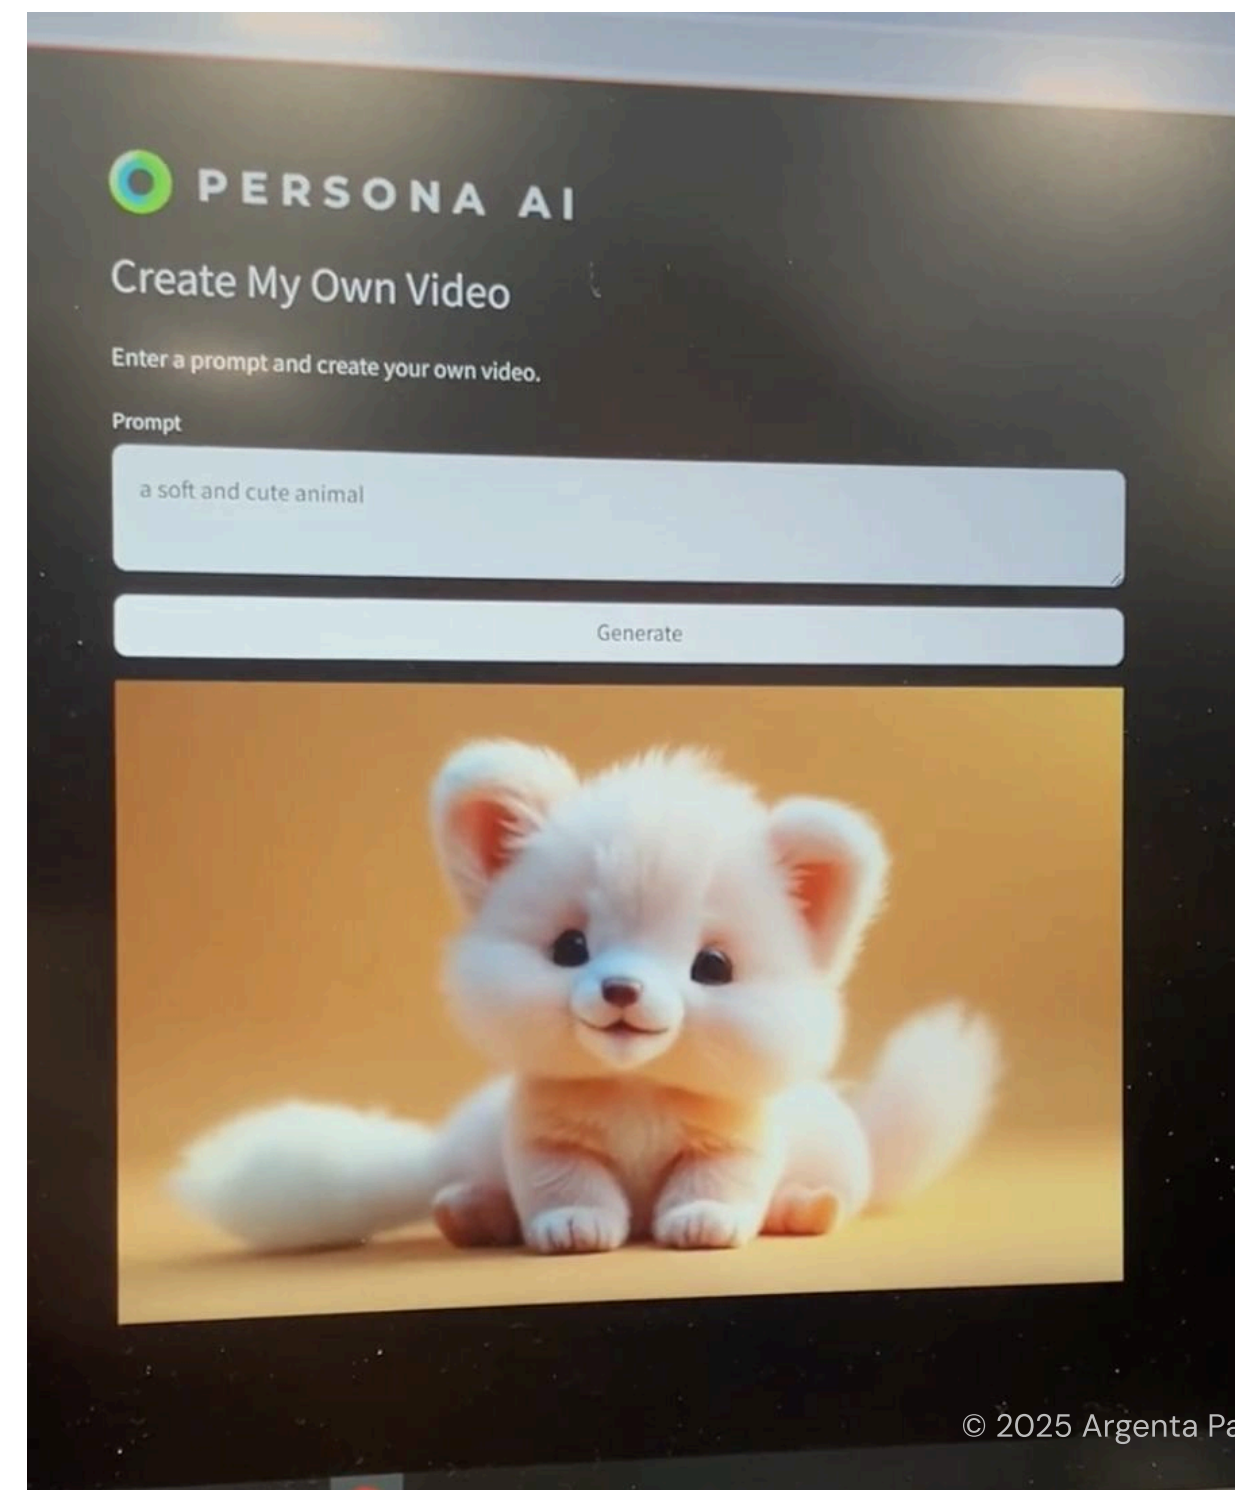 PERSONA AI
Create My Own Video
Enter a prompt and create your own video.
Prompt
a soft and cute animal
Generate
© 2025 Argenta